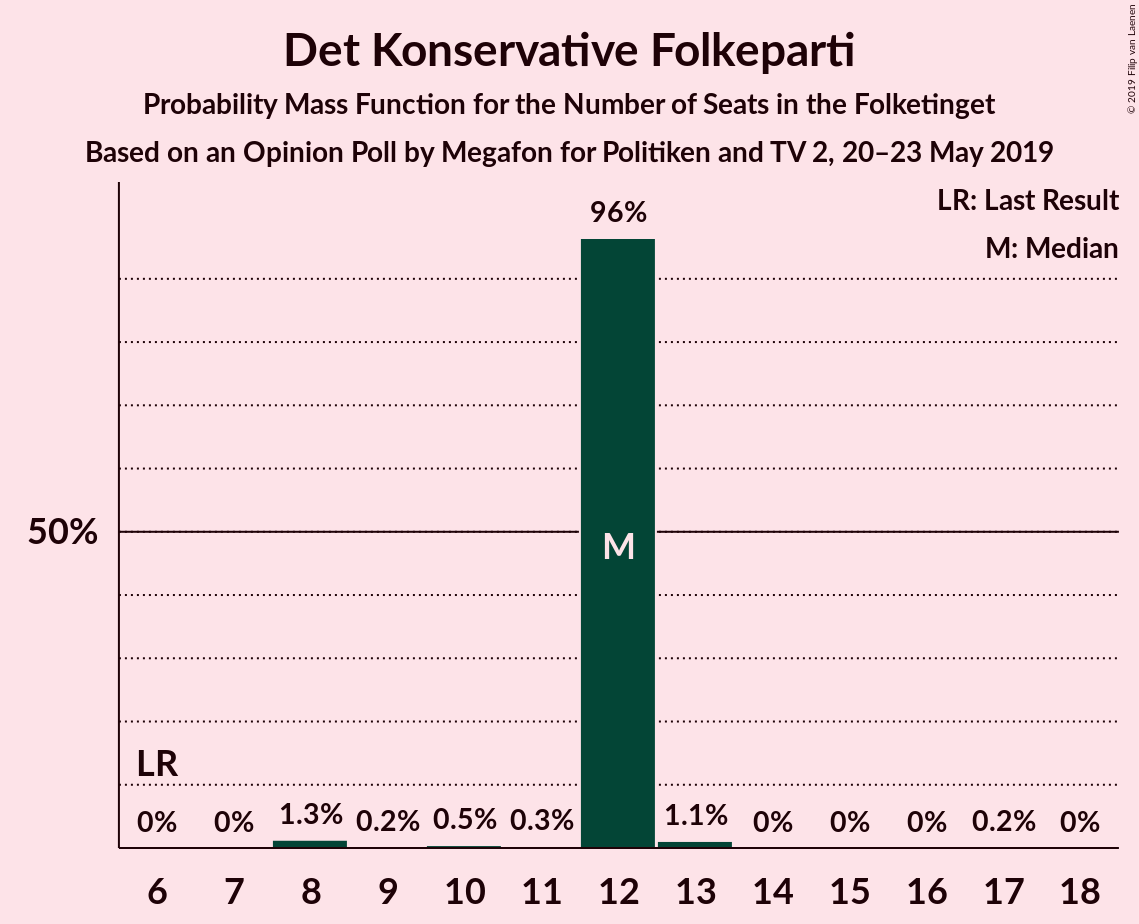 Det Konservative Folkeparti
Probability Mass Function for the Number of Seats in the Folketinget
Based on an Opinion Poll by Megafon for Politiken and TV 2, 20–23 May 2019
© 2019 Filip van Laenen
LR: Last Result
M: Median
96%
50%
M
LR
0% 0% 1.3% 0.2% 0.5% 0.3% 1.1% 0% 0% 0% 0.2% 0%
6 7 8 9 10 11 12 13 14 15 16 17 18